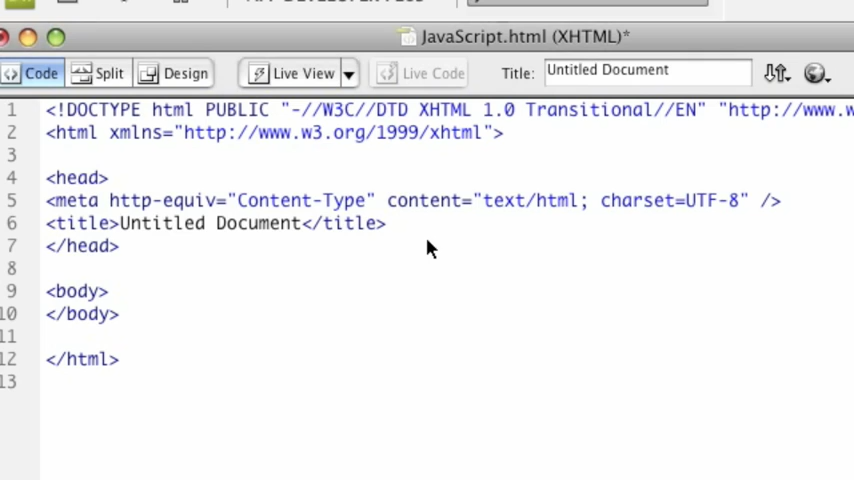 JavaScript.html (XHTML)*
Code Split Design Live View Live Code Title: Untitled Document
1 <!DOCTYPE html PUBLIC "-//W3C//DTD XHTML 1.0 Transitional//EN" "http://www.w
2 <html xmlns="http://www.w3.org/1999/xhtml">
3
4 <head>
5 <meta http-equiv="Content-Type" content="text/html; charset=UTF-8" />
6 <title>Untitled Document</title>
7 </head>
8
9 <body>
10 </body>
11
12 </html>
13